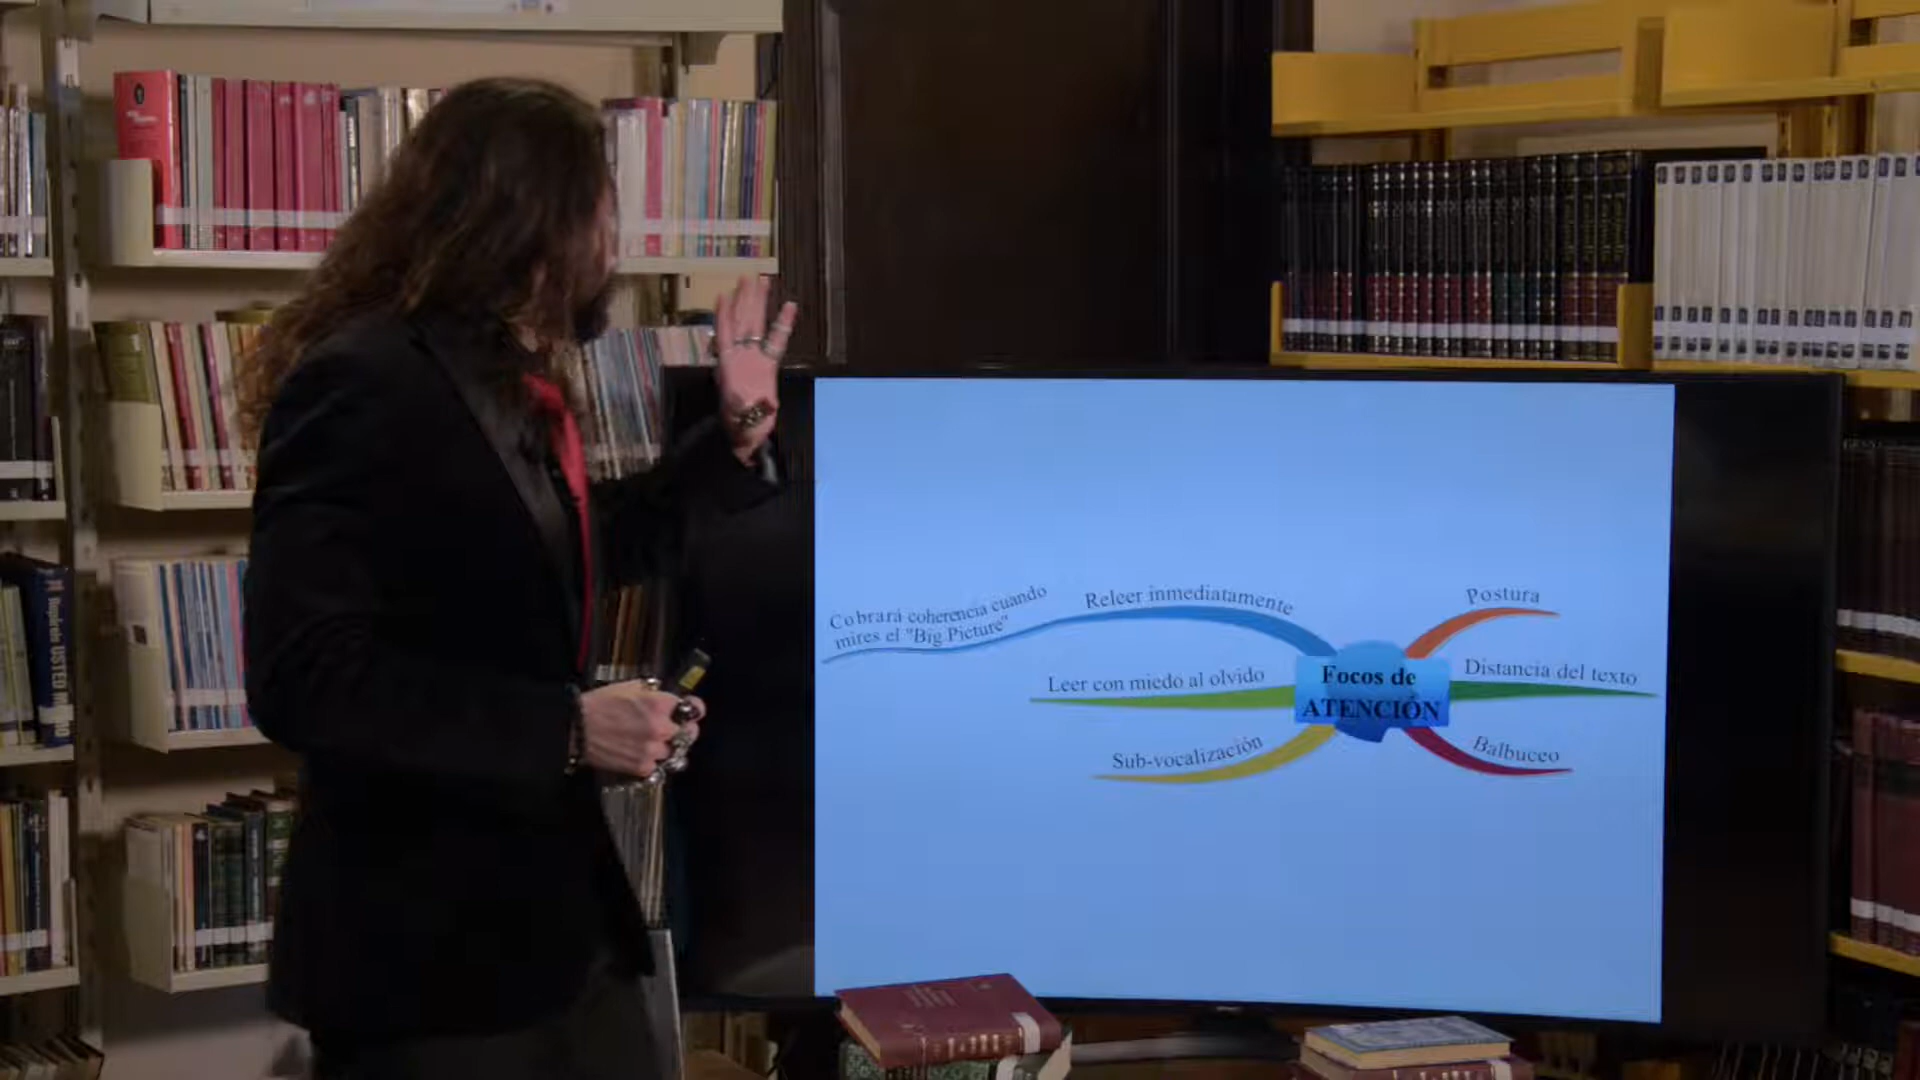 Cobrará coherencia cuando
mires el "Big Picture"
Releer inmediatamente
Postura
Leer con miedo al olvido
Focos de
ATENCIÓN
Distancia del texto
Sub-vocalización
Balbuceo
USTED